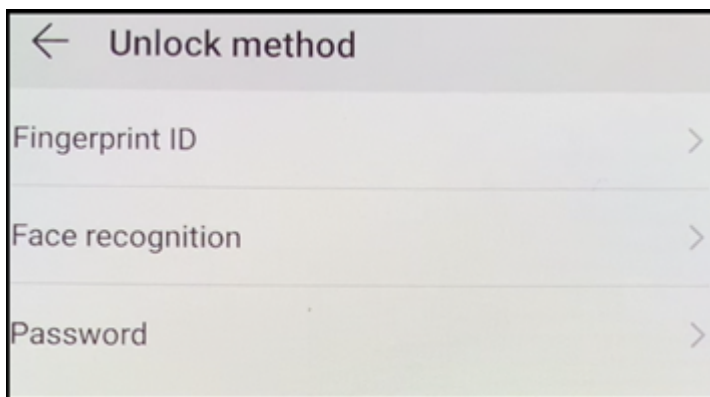 Unlock method
Fingerprint ID
Face recognition
Password